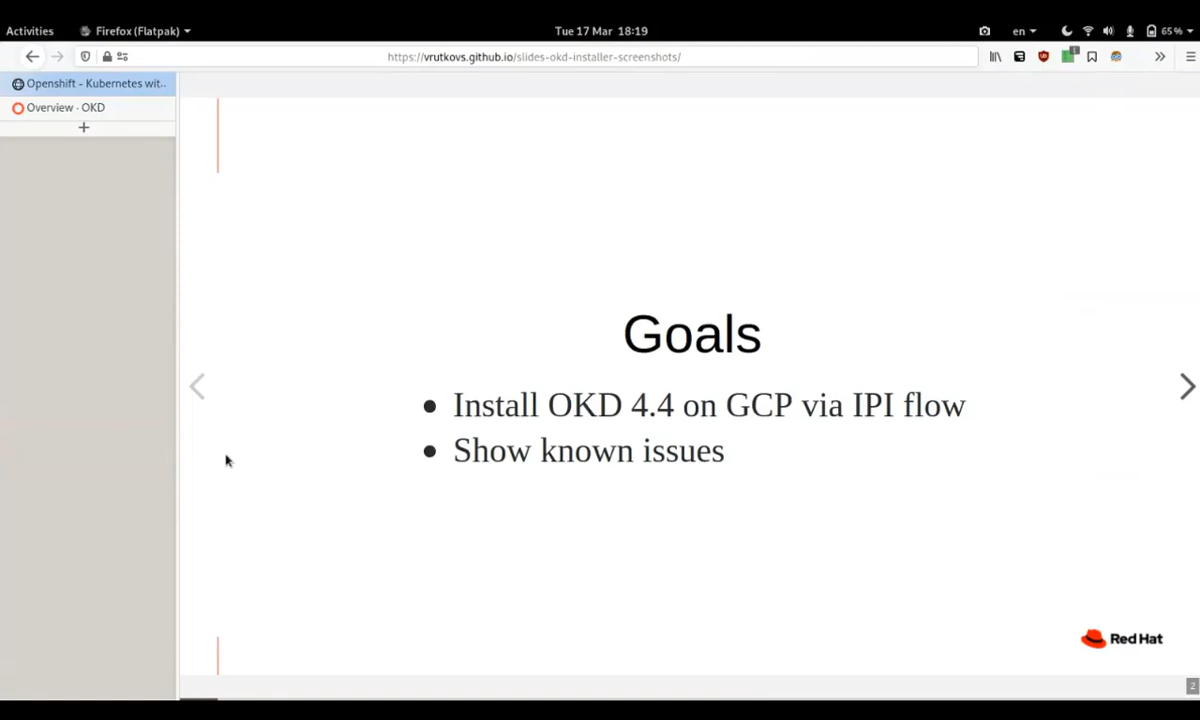 Activities Firefox (Flatpak) Tue 17 Mar 18:19 en 65%
https://vrutkovs.github.io/slides-okd-installer-screenshots/
Openshift - Kubernetes wit..
Overview · OKD
Goals
Install OKD 4.4 on GCP via IPI flow
Show known issues
Red Hat
2